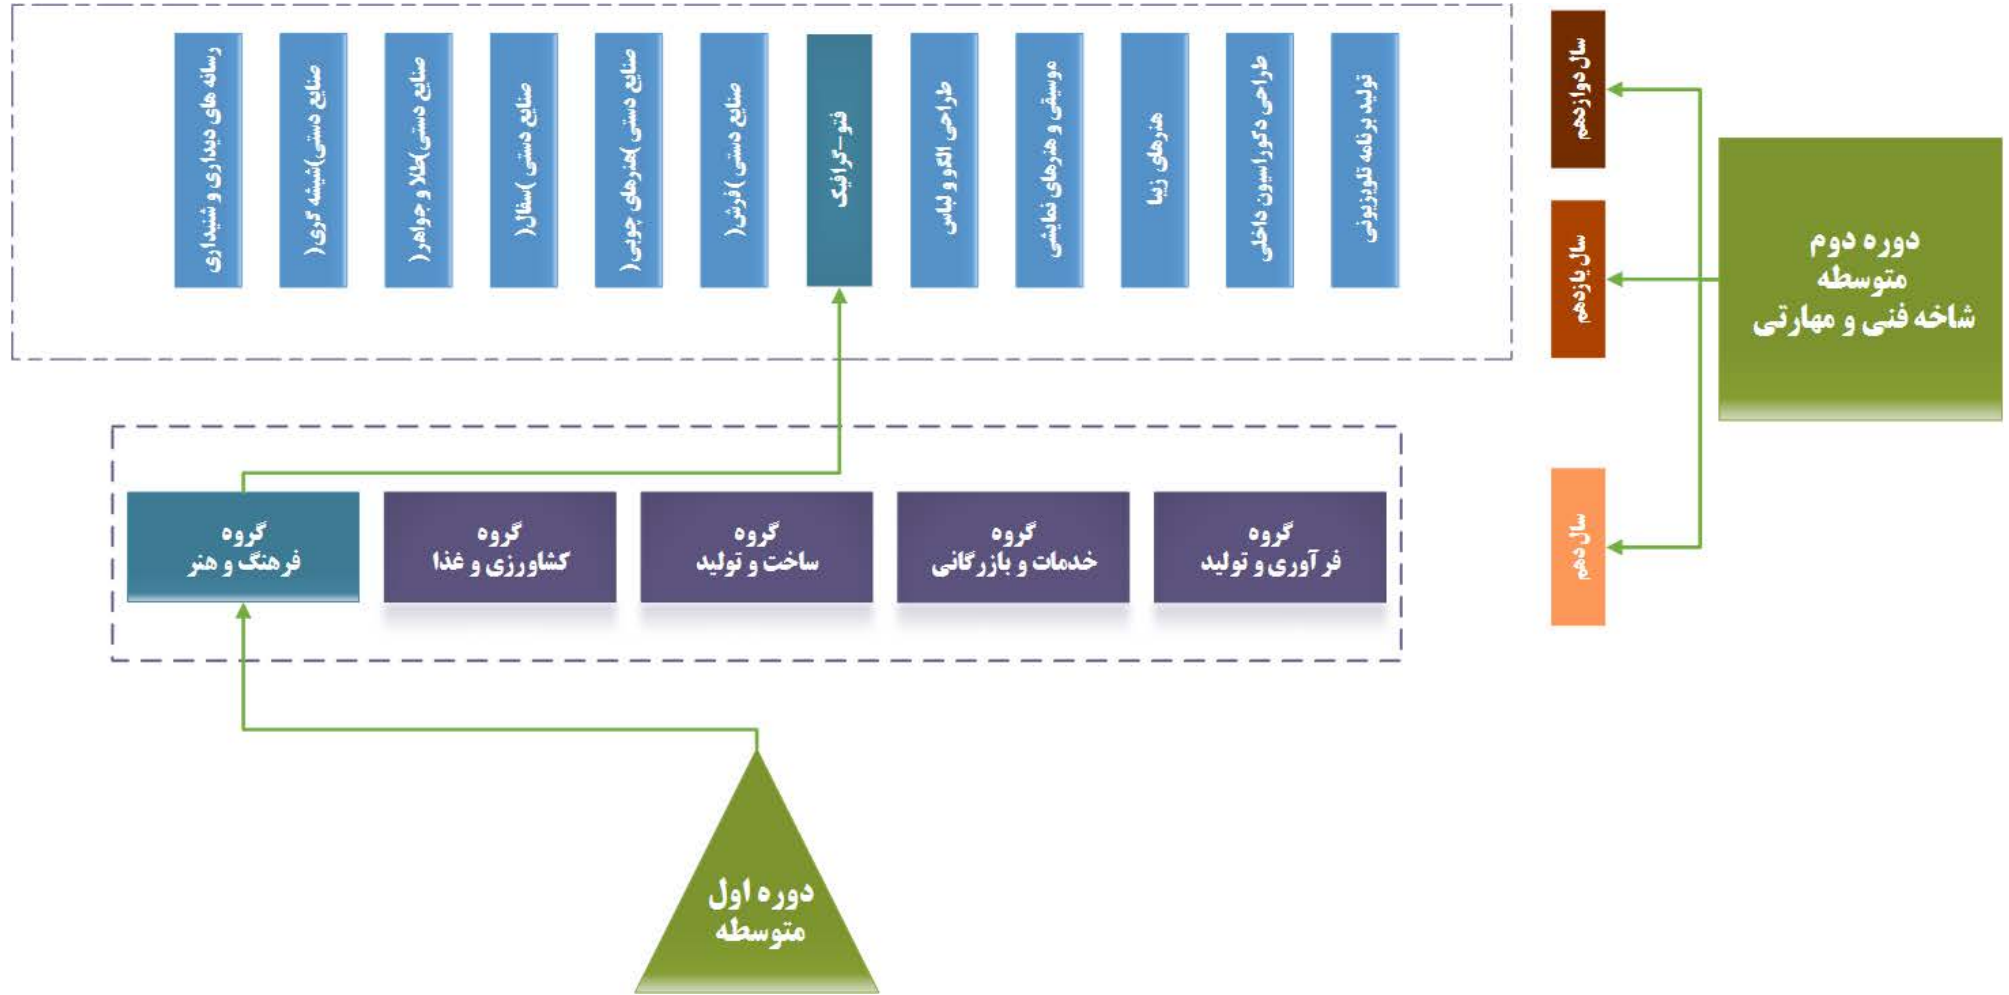 تولید برنامه تلویزیونی
طراحی دکوراسیون داخلی
هنرهای زیبا
موسیقی و هنرهای نمایشی
طراحی الگو و لباس
فتو-گرافیک
صنایع دستی )فرش(
صنایع دستی )سفال(
صنایع دستی )هنرهای چوبی(
صنایع دستی)طلا و جواهر(
صنایع دستی)شیشه گری(
رسانه های دیداری و شنیداری
سال دوازدهم
سال یازدهم
سال دهم
دوره دوم
متوسطه
شاخه فنی و مهارتی
گروه
فرآوری و تولید
گروه
خدمات و بازرگانی
گروه
ساخت و تولید
گروه
کشاورزی و غذا
گروه
فرهنگ و هنر
دوره اول
متوسطه